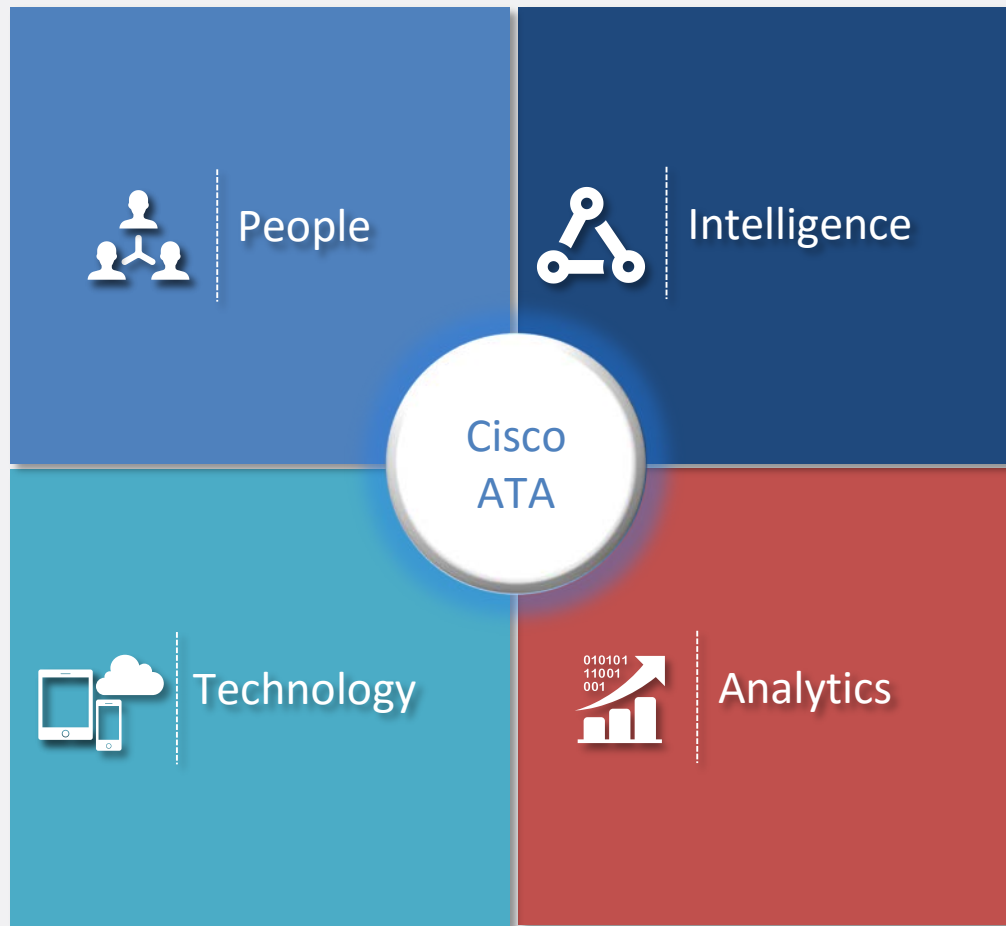 People
Intelligence
Cisco
ATA
Technology
010101
11001
001
Analytics